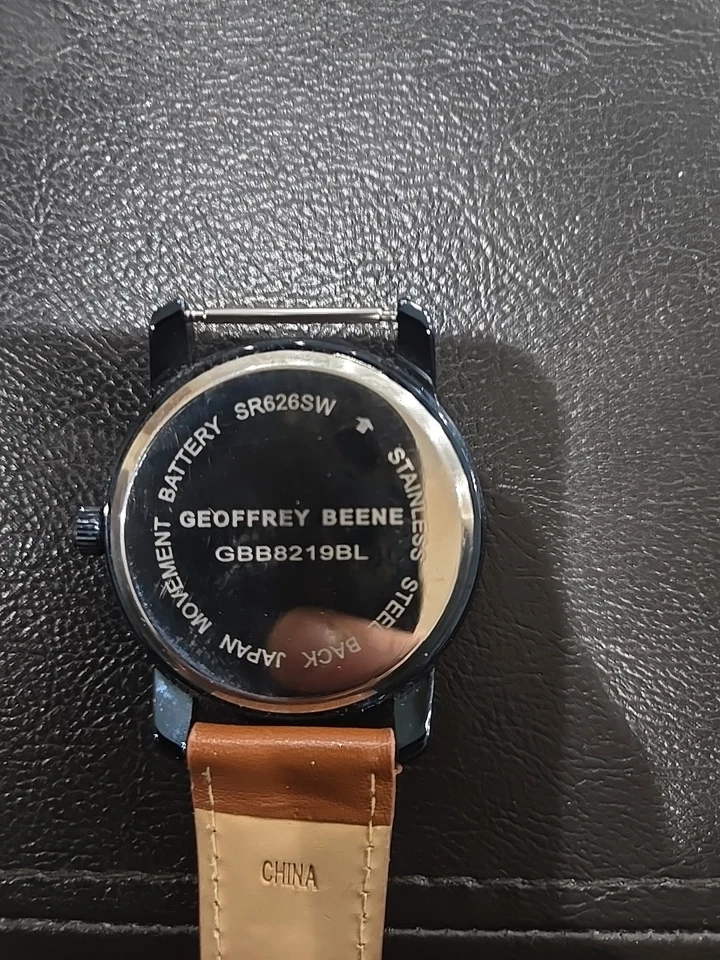 BATTERY SR626SW
STAINLESS STEEL BACK JAPAN MOVEMENT
GEOFFREY BEENE
GBB8219BL
CHINA